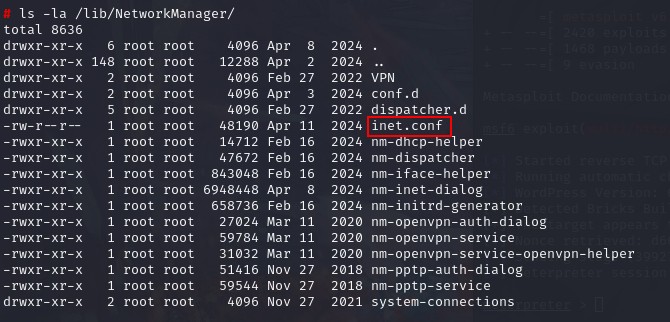 # ls -la /lib/NetworkManager/
total 8636
drwxr-xr-x   6 root root    4096 Apr  8  2024 .
drwxr-xr-x 148 root root   12288 Apr  2  2024 ..
drwxr-xr-x   2 root root    4096 Feb 27  2022 VPN
drwxr-xr-x   2 root root    4096 Apr  3  2024 conf.d
drwxr-xr-x   5 root root    4096 Feb 27  2022 dispatcher.d
-rw-r--r--   1 root root   48190 Apr 11  2024 inet.conf
-rwxr-xr-x   1 root root   14712 Feb 16  2024 nm-dhcp-helper
-rwxr-xr-x   1 root root   47672 Feb 16  2024 nm-dispatcher
-rwxr-xr-x   1 root root  843048 Feb 16  2024 nm-iface-helper
-rwxr-xr-x   1 root root 6948448 Apr  8  2024 nm-inet-dialog
-rwxr-xr-x   1 root root  658736 Feb 16  2024 nm-initrd-generator
-rwxr-xr-x   1 root root   27024 Mar 11  2020 nm-openvpn-auth-dialog
-rwxr-xr-x   1 root root   59784 Mar 11  2020 nm-openvpn-service
-rwxr-xr-x   1 root root   31032 Mar 11  2020 nm-openvpn-service-openvpn-helper
-rwxr-xr-x   1 root root   51416 Nov 27  2018 nm-pptp-auth-dialog
-rwxr-xr-x   1 root root   59544 Nov 27  2018 nm-pptp-service
drwxr-xr-x   2 root root    4096 Nov 27  2021 system-connections